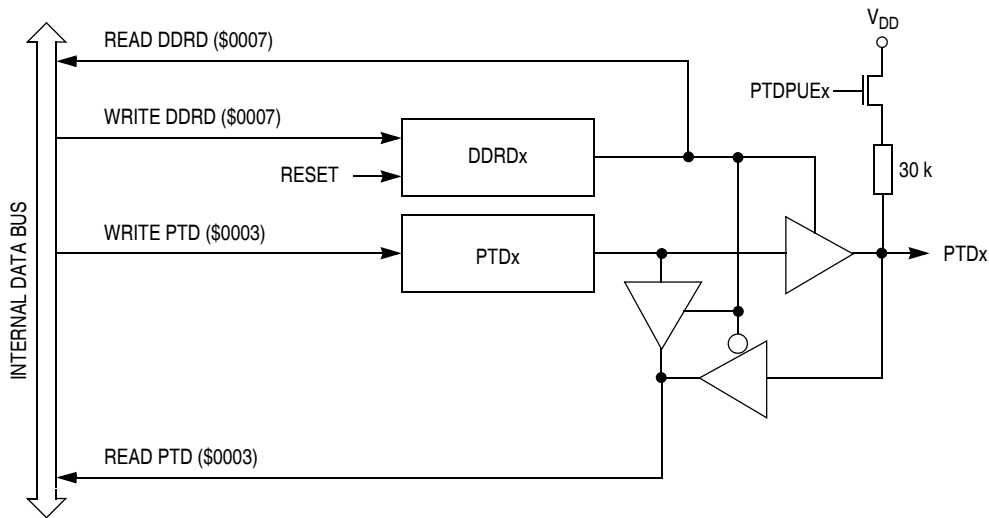 V_DD
READ DDRD ($0007)
PTDPUEx
WRITE DDRD ($0007)
DDRDx
RESET
30 k
WRITE PTD ($0003)
PTDx
PTDx
INTERNAL DATA BUS
READ PTD ($0003)